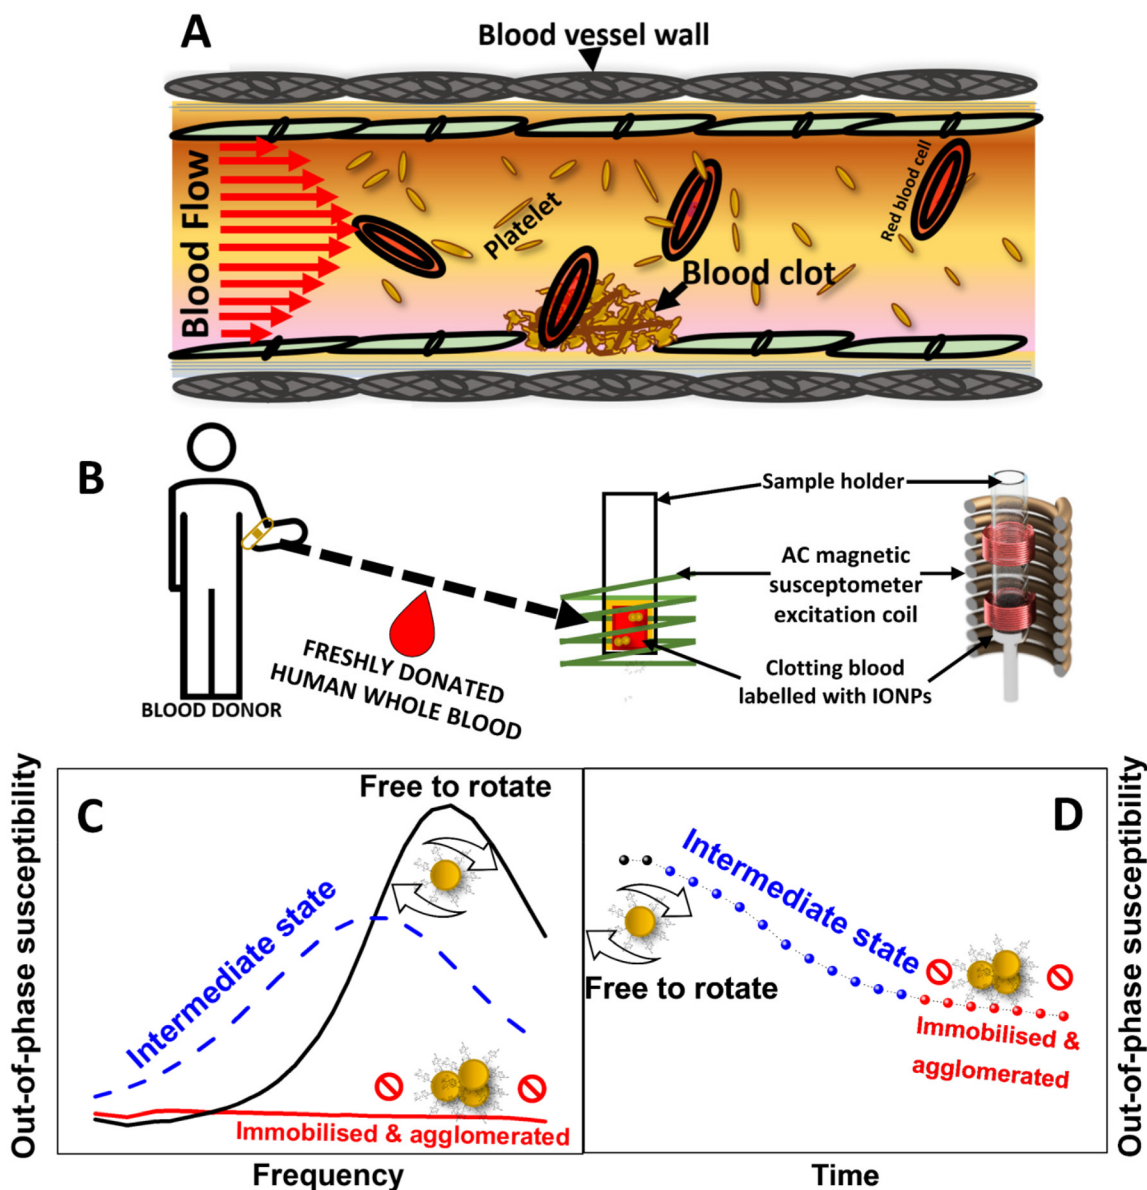 A
Blood vessel wall
Blood Flow
Platelet
Red blood cell
Blood clot
B
BLOOD DONOR
FRESHLY DONATED
HUMAN WHOLE BLOOD
Sample holder
AC magnetic
susceptometer
excitation coil
Clotting blood
labelled with IONPs
Out-of-phase susceptibility
C
Free to rotate
Intermediate state
Immobilised & agglomerated
Frequency
D
Intermediate state
Free to rotate
Immobilised &
agglomerated
Time
Out-of-phase susceptibility